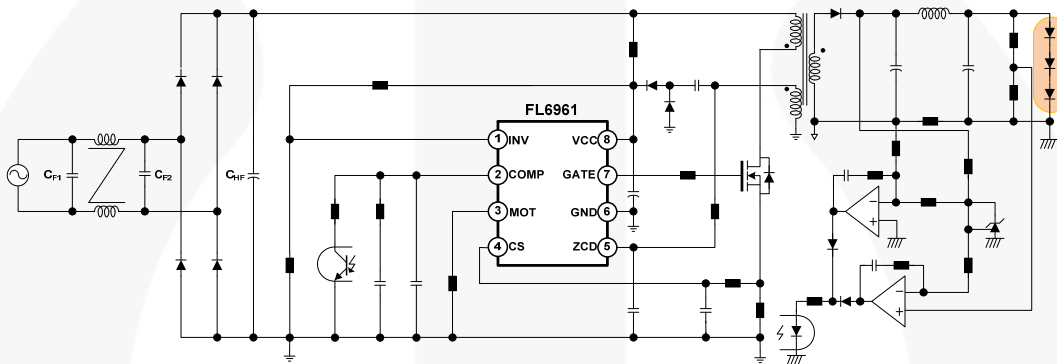 FL6961
1 INV
2 COMP
3 MOT
4 CS
VCC 8
GATE 7
GND 6
ZCD 5
CF1
CF2
CHF